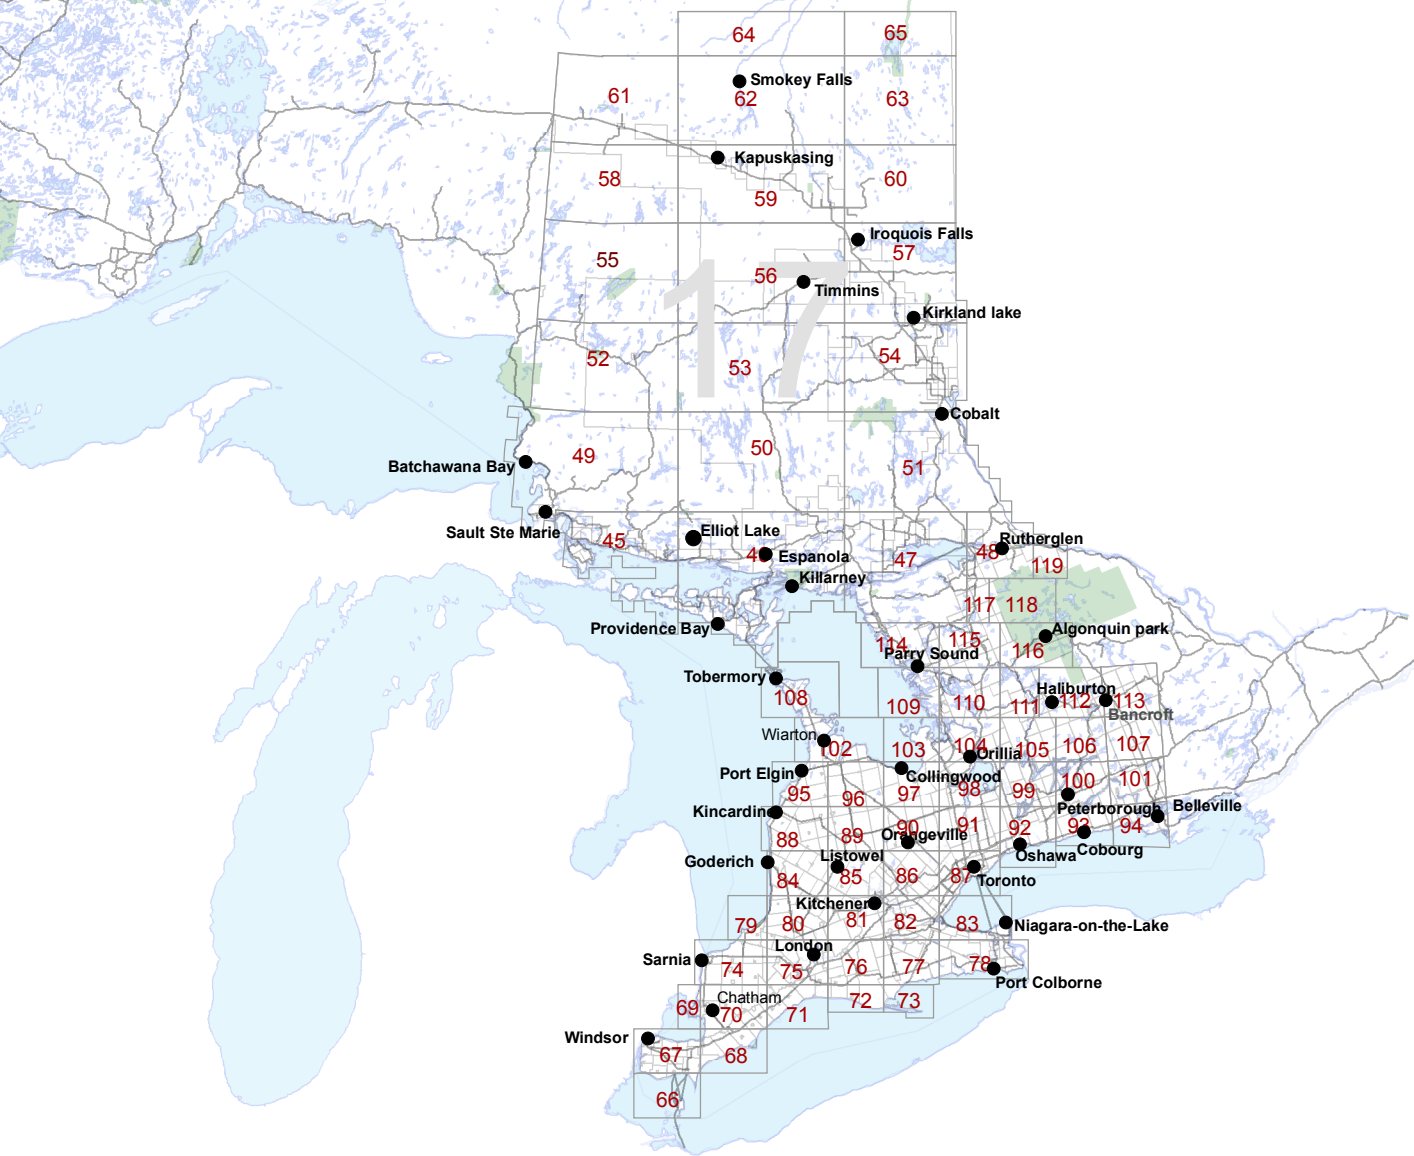 64
65
Smokey Falls
61
62
63
Kapuskasing
58
60
59
Iroquois Falls
57
55
56
17
Timmins
Kirkland lake
52
53
54
Cobalt
50
49
51
Batchawana Bay
Sault Ste Marie
Elliot Lake
45
Rutherglen
48
Espanola
47
119
Killarney
117
118
Providence Bay
Algonquin park
114
115
116
Parry Sound
Tobermory
108
109
110
111
Haliburton
112
113
Bancroft
Wiarton
102
103
104
Orillia
105
106
107
Port Elgin
Collingwood
95
96
97
98
99
100
101
Kincardine
Peterborough
Belleville
88
89
90
Orangeville
91
92
93
94
Cobourg
Goderich
Listowel
Oshawa
84
85
86
87
Toronto
Kitchener
79
80
81
82
83
Niagara-on-the-Lake
London
Sarnia
74
75
76
77
78
Port Colborne
Chatham
69
70
71
72
73
Windsor
67
68
66